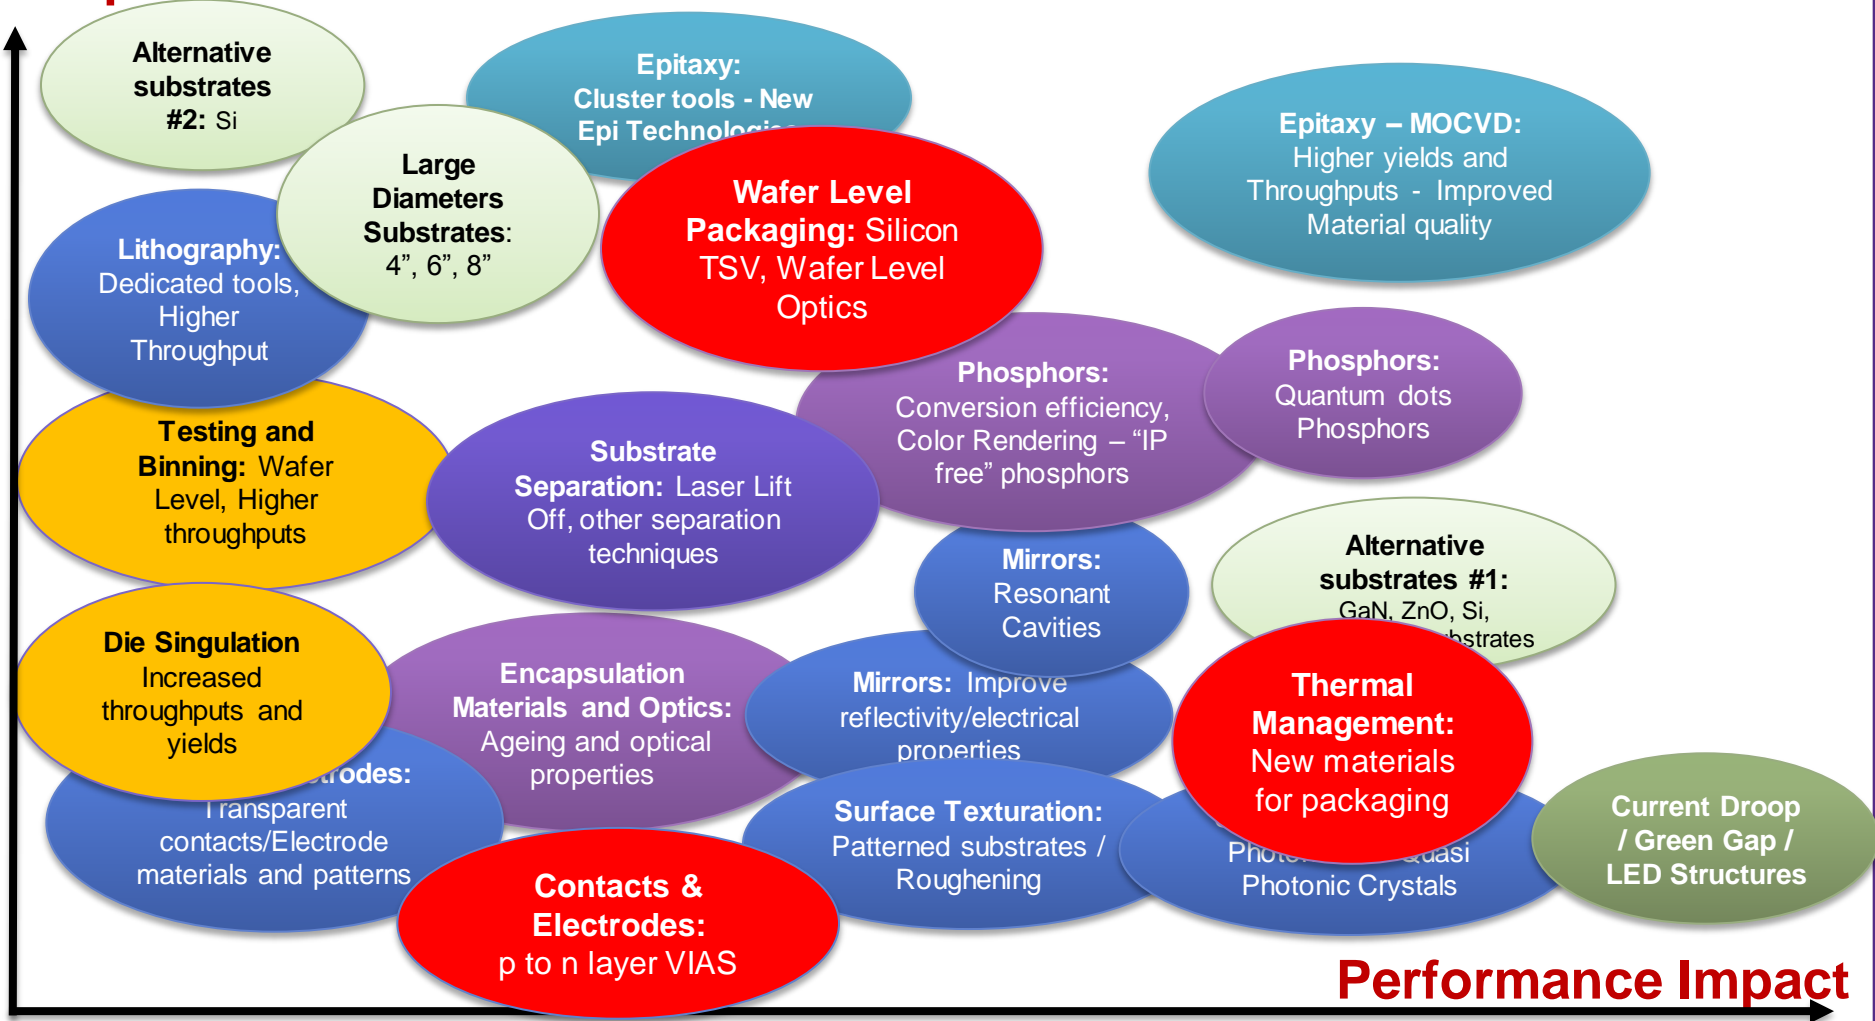 Alternative
substrates
#2: Si
Epitaxy:
Cluster tools - New
Epi
Large
Diameters
Substrates:
4”, 6”, 8”
Wafer Level
Packaging: Silicon
TSV, Wafer Level
Optics
Epitaxy – MOCVD:
Higher yields and
Throughputs - Improved
Material quality
Lithography:
Dedicated tools,
Higher
Throughput
Phosphors:
Conversion efficiency,
Color Rendering – “IP
free” phosphors
Phosphors:
Quantum dots
Phosphors
Testing and
Binning: Wafer
Level, Higher
throughputs
Substrate
Separation: Laser Lift
Off, other separation
techniques
Mirrors:
Resonant
Cavities
Alternative
substrates #1:
GaN, ZnO, Si,
Die Singulation
Increased
throughputs and
yields
Encapsulation
Materials and Optics:
Ageing and optical
properties
Mirrors: Improve
reflectivity/electrical
properties
Thermal
Management:
New materials
for packaging
Transparent
contacts/Electrode
materials and patterns
Surface Texturation:
Patterned substrates /
Roughening
Quasi
Photonic Crystals
Current Droop
/ Green Gap /
LED Structures
Contacts &
Electrodes:
p to n layer VIAS
Performance Impact